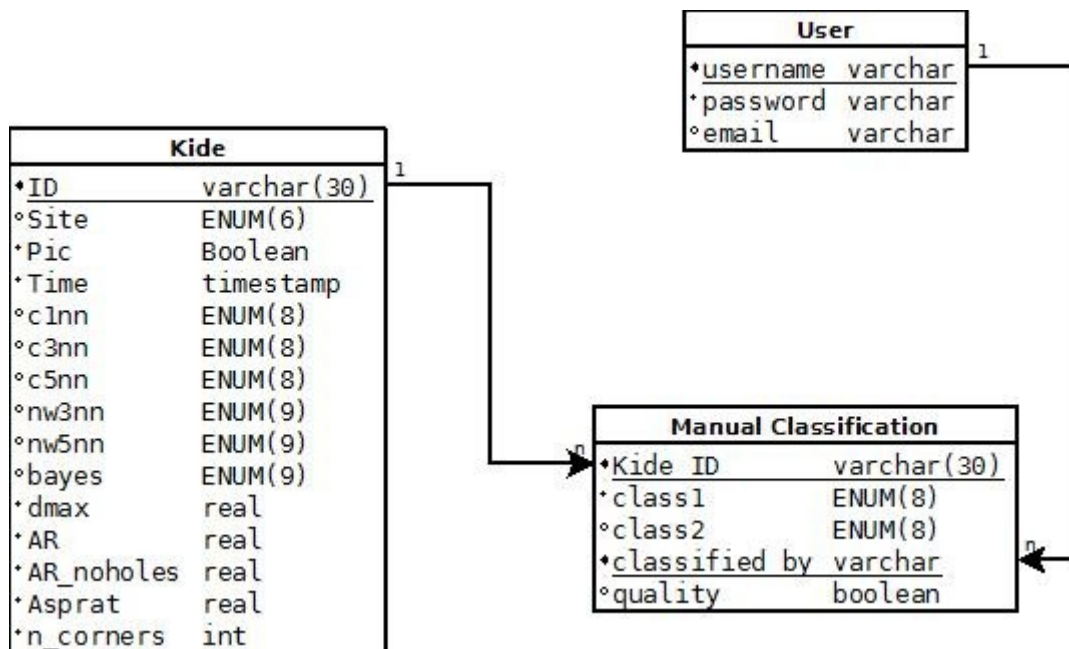 User
1
username varchar
password varchar
email varchar
Kide
1
ID varchar(30)
Site ENUM(6)
Pic Boolean
Time timestamp
c1nn ENUM(8)
c3nn ENUM(8)
c5nn ENUM(8)
nw3nn ENUM(9)
nw5nn ENUM(9)
bayes ENUM(9)
dmax real
AR real
AR_noholes real
Asprat real
n_corners int
Manual Classification
n
Kide ID varchar(30)
class1 ENUM(8)
class2 ENUM(8)
n
classified by varchar
quality boolean